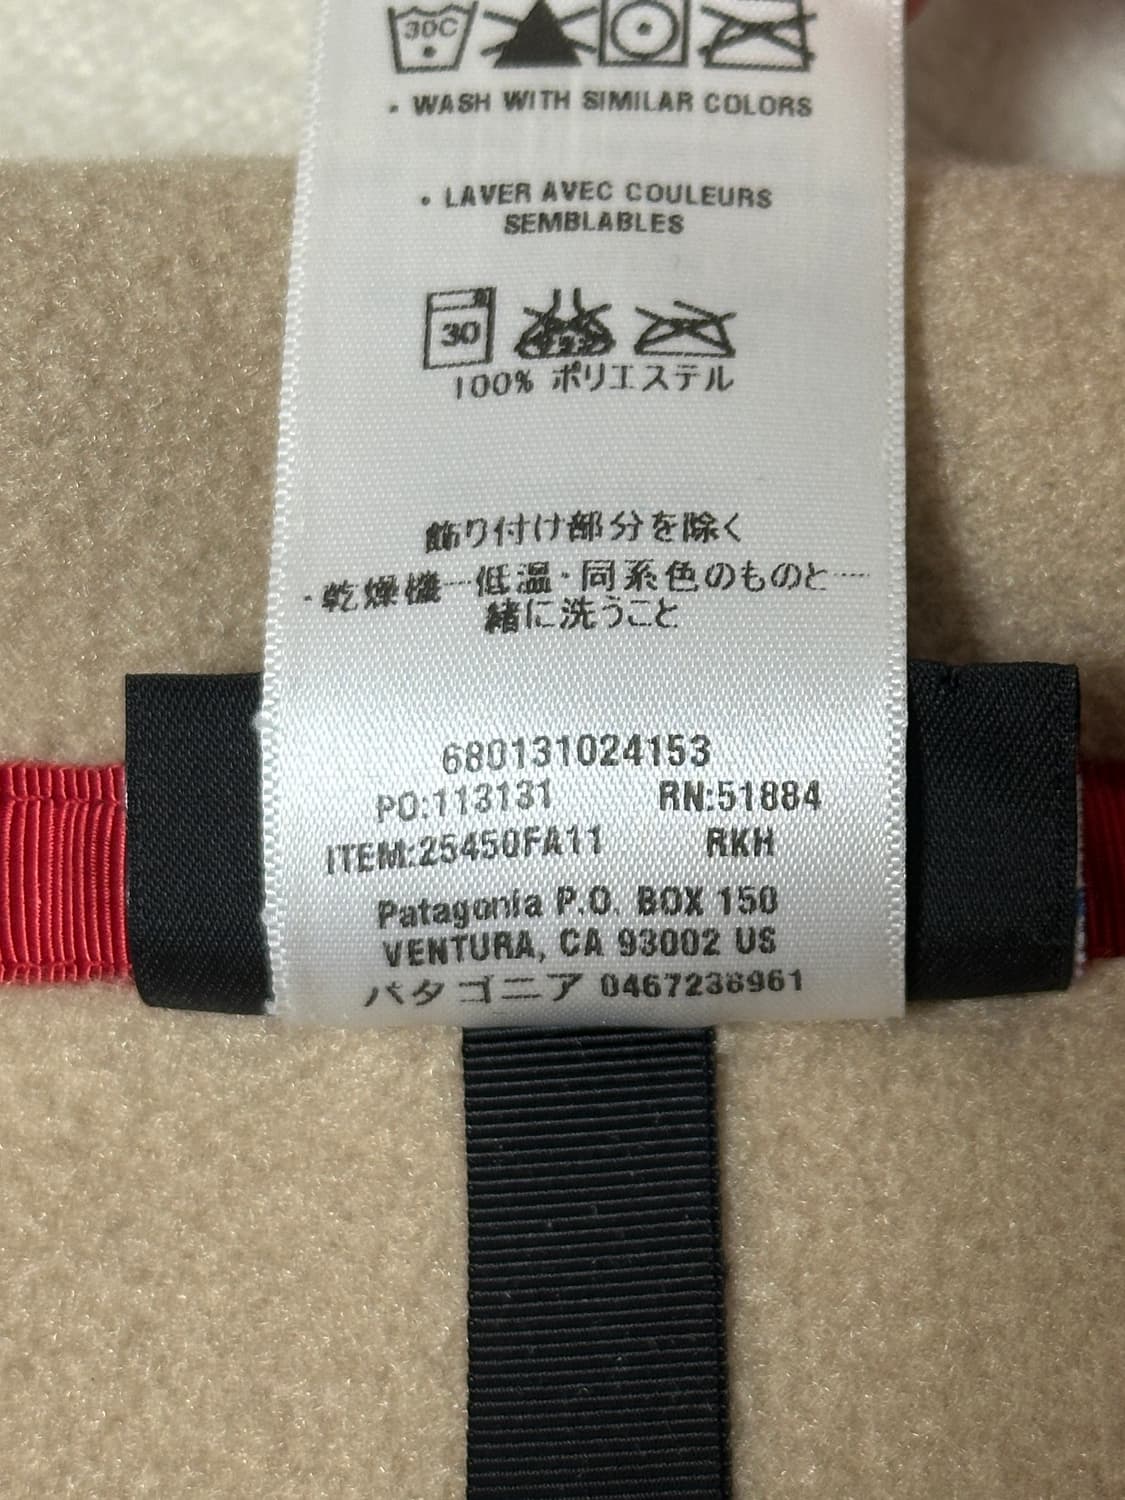 30C
• WASH WITH SIMILAR COLORS
• LAVER AVEC COULEURS
SEMBLABLES
30
100% ポリエステル
飾り付け部分を除く
・乾燥機―低温・同系色のものと一
緒に洗うこと
680131024153
PO:113131 RN:51884
ITEM:25450FA11 RKH
Patagonia P.O. BOX 150
VENTURA, CA 93002 US
パタゴニア 0467238961